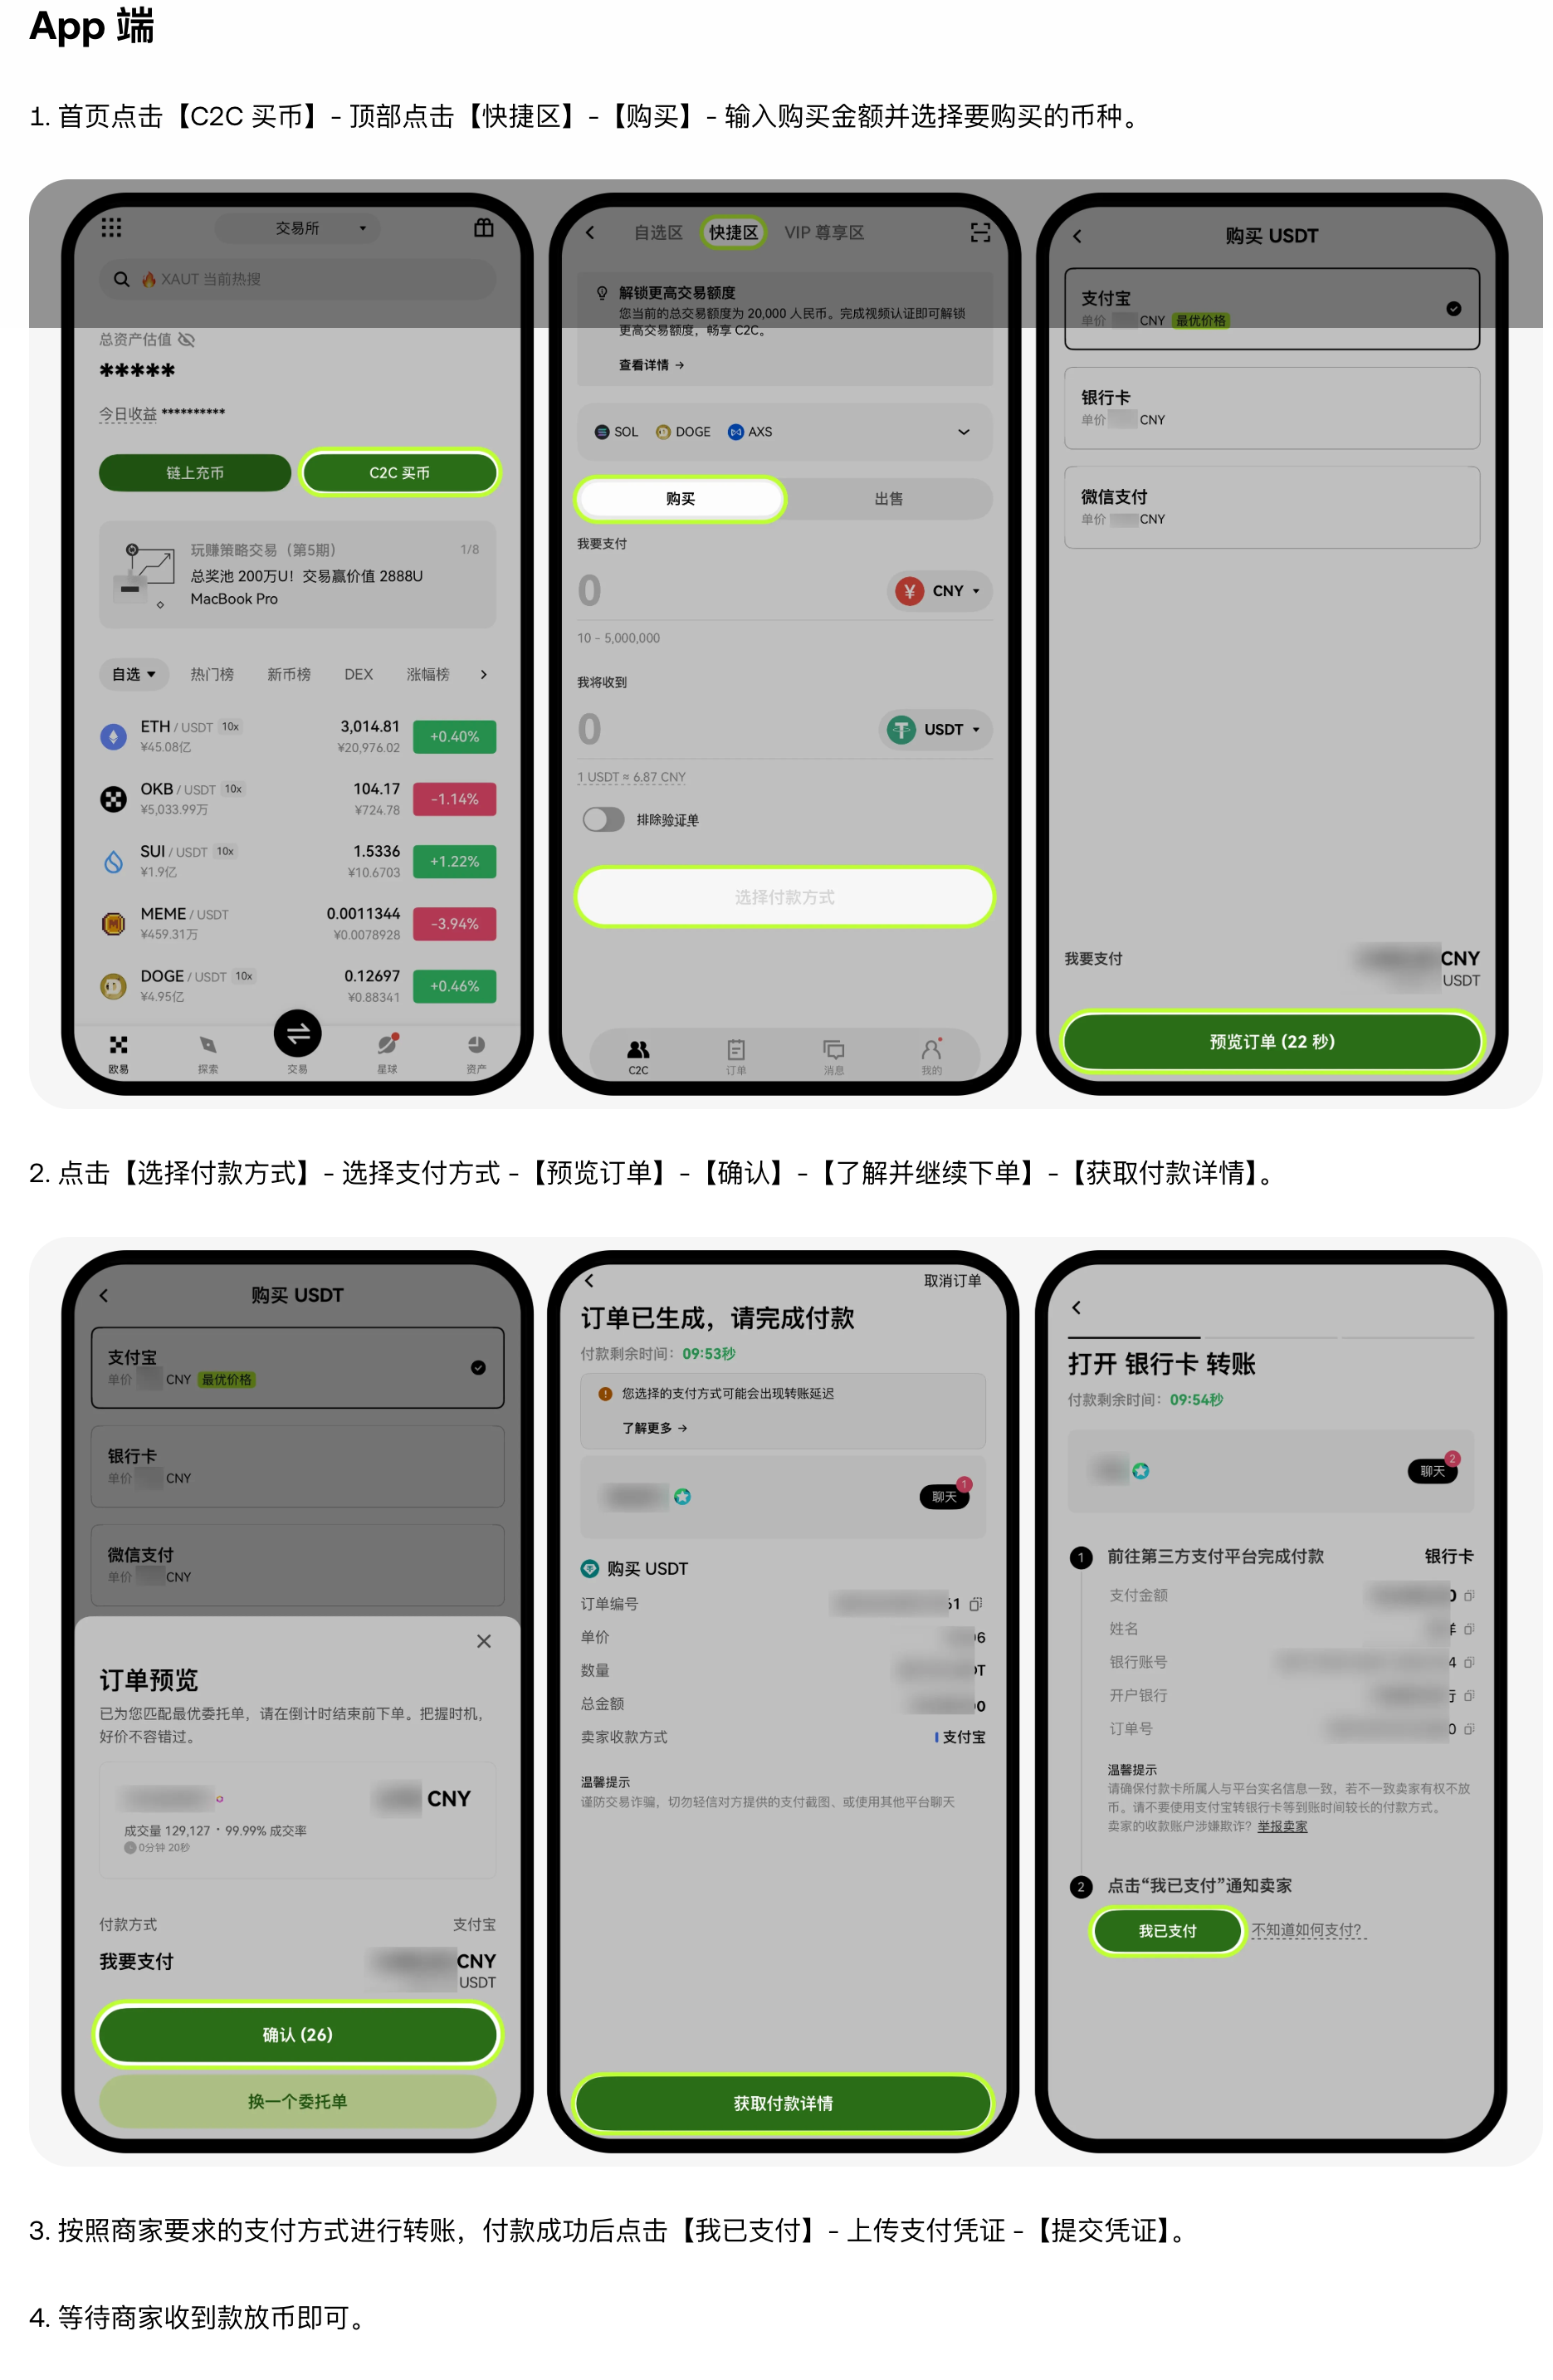 App 端
1. 首页点击【C2C 买币】- 顶部点击【快捷区】-【购买】- 输入购买金额并选择要购买的币种。
交易所
XAUT 当前热搜
总资产估值
*****
今日收益 **********
链上充币
C2C 买币
玩赚策略交易（第5期）
1/8
总奖池 200万U！交易赢价值 2888U
MacBook Pro
自选
热门榜
新币榜
DEX
涨幅榜
ETH / USDT 10x
3,014.81
+0.40%
¥45.08亿
¥20,976.02
OKB / USDT 10x
104.17
-1.14%
¥5,033.99万
¥724.78
SUI / USDT 10x
1.5336
+1.22%
¥1.9亿
¥10.6703
MEME / USDT
0.0011344
-3.94%
¥459.31万
¥0.0078928
DOGE / USDT 10x
0.12697
+0.46%
¥4.95亿
¥0.88341
欧易
探索
交易
星球
资产
自选区
快捷区
VIP 尊享区
解锁更高交易额度
您当前的总交易额度为 20,000 人民币。完成视频认证即可解锁
更高交易额度，畅享 C2C。
查看详情 →
SOL
DOGE
AXS
购买
出售
我要支付
0
CNY
10 - 5,000,000
我将收到
0
USDT
1 USDT ≈ 6.87 CNY
排除验证单
选择付款方式
C2C
订单
消息
我的
购买 USDT
支付宝
单价 CNY 最优价格
银行卡
单价 CNY
微信支付
单价 CNY
我要支付
CNY
USDT
预览订单 (22 秒)
2. 点击【选择付款方式】- 选择支付方式 -【预览订单】-【确认】-【了解并继续下单】-【获取付款详情】。
购买 USDT
支付宝
单价 CNY 最优价格
银行卡
单价 CNY
微信支付
单价 CNY
订单预览
已为您匹配最优委托单，请在倒计时结束前下单。把握时机，
好价不容错过。
CNY
成交量 129,127 · 99.99% 成交率
0分钟 20秒
付款方式
支付宝
我要支付
CNY
USDT
确认 (26)
换一个委托单
取消订单
订单已生成，请完成付款
付款剩余时间：09:53秒
您选择的支付方式可能会出现转账延迟
了解更多 →
聊天
1
购买 USDT
订单编号
61
单价
6
数量
总金额
0
卖家收款方式
支付宝
温馨提示
谨防交易诈骗，切勿轻信对方提供的支付截图、或使用其他平台聊天
获取付款详情
打开 银行卡 转账
付款剩余时间：09:54秒
聊天
2
1
前往第三方支付平台完成付款
银行卡
支付金额
姓名
银行账号
4
开户银行
订单号
0
温馨提示
请确保付款卡所属人与平台实名信息一致，若不一致卖家有权不放
币。请不要使用支付宝转银行卡等到账时间较长的付款方式。
卖家的收款账户涉嫌欺诈？举报卖家
2
点击“我已支付”通知卖家
我已支付
不知道如何支付？
3. 按照商家要求的支付方式进行转账，付款成功后点击【我已支付】- 上传支付凭证 -【提交凭证】。
4. 等待商家收到款放币即可。